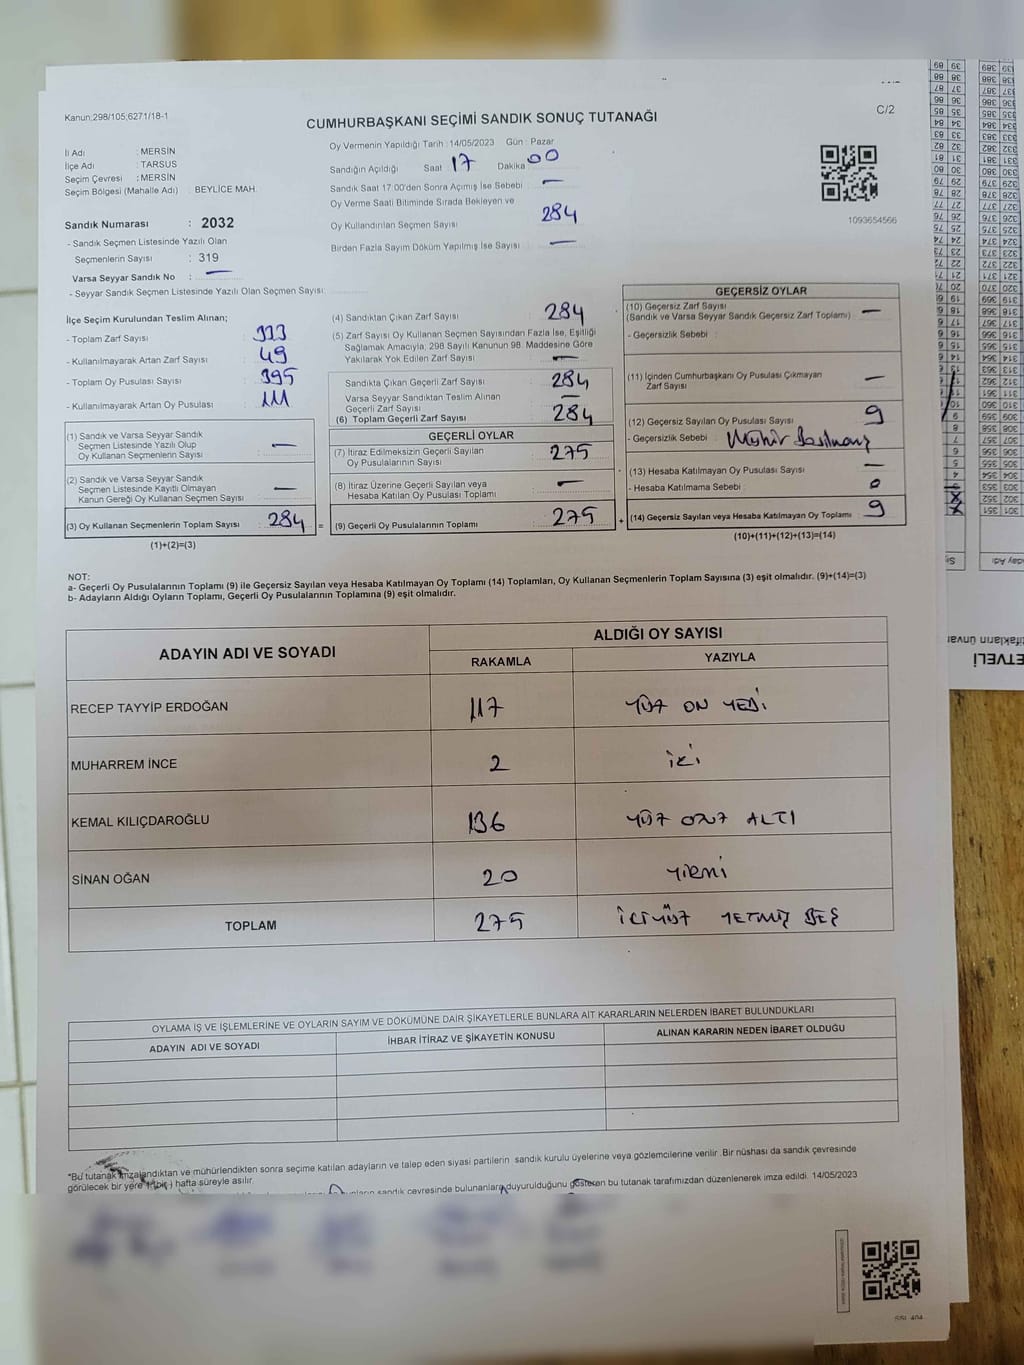 Kanun;298/105;6271/18-1
C/2
CUMHURBAŞKANI SEÇİMİ SANDIK SONUÇ TUTANAĞI
İl Adı : MERSİN
İlçe Adı : TARSUS
Seçim Çevresi : MERSİN
Seçim Bölgesi (Mahalle Adı) : BEYLİCE MAH.
Sandık Numarası : 2032
- Sandık Seçmen Listesinde Yazılı Olan
Seçmenlerin Sayısı : 319
Varsa Seyyar Sandık No : —
- Seyyar Sandık Seçmen Listesinde Yazılı Olan Seçmen Sayısı:
Oy Vermenin Yapıldığı Tarih : 14/05/2023 Gün : Pazar
Sandığın Açıldığı Saat : 17 Dakika : 00
Sandık Saat 17.00'den Sonra Açımış İse Sebebi : —
Oy Verme Saati Bitiminde Sırada Bekleyen ve
Oy Kullandırılan Seçmen Sayısı : 284
Birden Fazla Sayım Döküm Yapılmış İse Sayısı : —
1093654566
İlçe Seçim Kurulundan Teslim Alınan;
- Toplam Zarf Sayısı : 333
- Kullanılmayarak Artan Zarf Sayısı : 49
- Toplam Oy Pusulası Sayısı : 395
- Kullanılmayarak Artan Oy Pusulası : 111
(1) Sandık ve Varsa Seyyar Sandık
Seçmen Listesinde Yazılı Olup
Oy Kullanan Seçmenlerin Sayısı : —
(2) Sandık ve Varsa Seyyar Sandık
Seçmen Listesinde Kayıtlı Olmayan
Kanun Gereği Oy Kullanan Seçmen Sayısı : —
(3) Oy Kullanan Seçmenlerin Toplam Sayısı : 284 =
(1)+(2)=(3)
(4) Sandıktan Çıkan Zarf Sayısı : 284
(5) Zarf Sayısı Oy Kullanan Seçmen Sayısından Fazla İse, Eşitliği
Sağlamak Amacıyla, 298 Sayılı Kanunun 98. Maddesine Göre
Yakılarak Yok Edilen Zarf Sayısı : —
Sandıkta Çıkan Geçerli Zarf Sayısı : 284
Varsa Seyyar Sandıktan Teslim Alınan
Geçerli Zarf Sayısı : —
(6) Toplam Geçerli Zarf Sayısı : 284
GEÇERLİ OYLAR
(7) İtiraz Edilmeksizin Geçerli Sayılan
Oy Pusulalarının Sayısı : 275
(8) İtiraz Üzerine Geçerli Sayılan veya
Hesaba Katılan Oy Pusulası Toplamı : —
(9) Geçerli Oy Pusulalarının Toplamı : 275 +
GEÇERSİZ OYLAR
(10) Geçersiz Zarf Sayısı
(Sandık ve Varsa Seyyar Sandık Geçersiz Zarf Toplamı) : —
- Geçersizlik Sebebi :
(11) İçinden Cumhurbaşkanı Oy Pusulası Çıkmayan
Zarf Sayısı : —
(12) Geçersiz Sayılan Oy Pusulası Sayısı : 9
- Geçersizlik Sebebi : Mühür
(13) Hesaba Katılmayan Oy Pusulası Sayısı : —
- Hesaba Katılmama Sebebi : 0
(14) Geçersiz Sayılan veya Hesaba Katılmayan Oy Toplamı : 9
(10)+(11)+(12)+(13)=(14)
NOT:
a- Geçerli Oy Pusulalarının Toplamı (9) ile Geçersiz Sayılan veya Hesaba Katılmayan Oy Toplamı (14) Toplamları, Oy Kullanan Seçmenlerin Toplam Sayısına (3) eşit olmalıdır. (9)+(14)=(3)
b- Adayların Aldığı Oyların Toplamı, Geçerli Oy Pusulalarının Toplamına (9) eşit olmalıdır.
ADAYIN ADI VE SOYADI ALDIĞI OY SAYISI
RAKAMLA YAZIYLA
RECEP TAYYİP ERDOĞAN 117 YÜZ ON YEDİ
MUHARREM İNCE 2 İKİ
KEMAL KILIÇDAROĞLU 136 YÜZ OTUZ ALTI
SİNAN OĞAN 20 YİRMİ
TOPLAM 275 İKİYÜZ YETMİŞ BEŞ
OYLAMA İŞ VE İŞLEMLERİNE VE OYLARIN SAYIM VE DÖKÜMÜNE DAİR ŞİKAYETLERLE BUNLARA AİT KARARLARIN NELERDEN İBARET BULUNDUKLARI
ADAYIN ADI VE SOYADI İHBAR İTİRAZ VE ŞİKAYETİN KONUSU ALINAN KARARIN NEDEN İBARET OLDUĞU
*Bu tutanak imzalandıktan ve mühürlendikten sonra seçime katılan adayların ve talep eden siyasi partilerin sandık kurulu üyelerine veya gözlemcilerine verilir. Bir nüshası da sandık çevresinde
görülecek bir yere 1 (bir) hafta süreyle asılır.
sandık çevresinde bulunanlara duyurulduğunu gösteren bu tutanak tarafımızdan düzenlenerek imza edildi. 14/05/2023